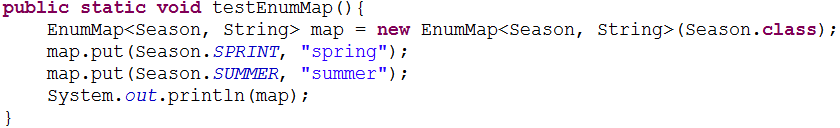 public static void testEnumMap(){
    EnumMap<Season, String> map = new EnumMap<Season, String>(Season.class);
    map.put(Season.SPRINT, "spring");
    map.put(Season.SUMMER, "summer");
    System.out.println(map);
}